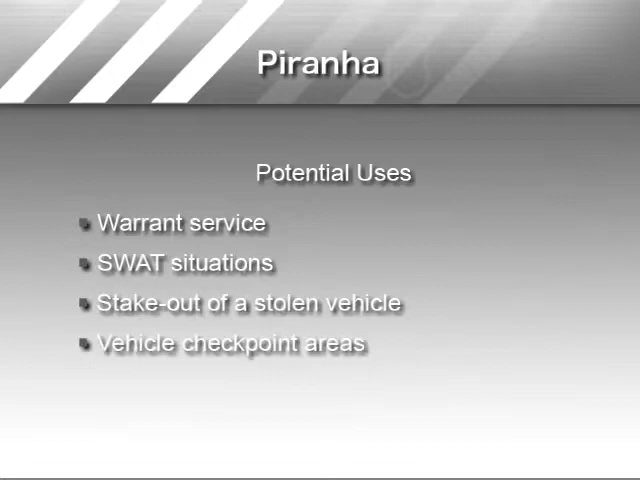 Piranha
Potential Uses
Warrant service
SWAT situations
Stake-out of a stolen vehicle
Vehicle checkpoint areas